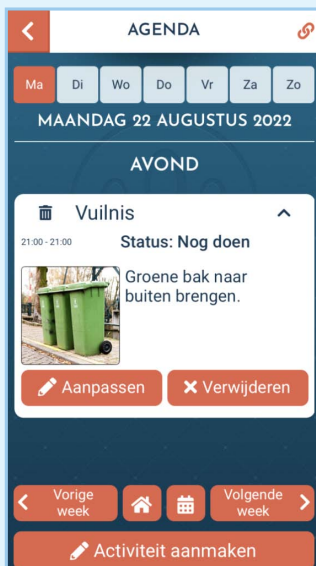 AGENDA
Ma Di Wo Do Vr Za Zo
MAANDAG 22 AUGUSTUS 2022
AVOND
Vuilnis
21:00 - 21:00 Status: Nog doen
Groene bak naar
buiten brengen.
Aanpassen Verwijderen
Vorige
week
Volgende
week
Activiteit aanmaken